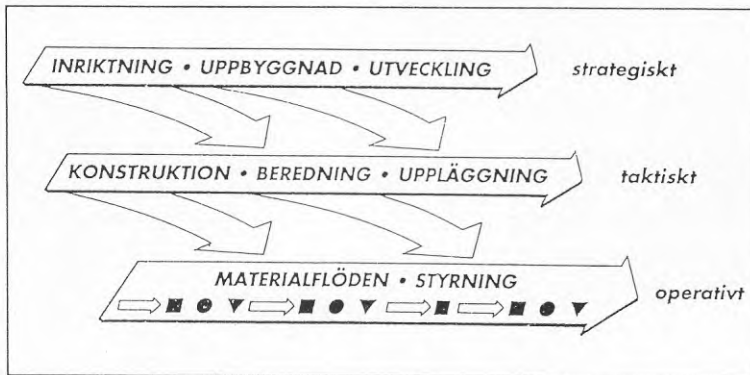 INRIKTNING • UPPBYGGNAD • UTVECKLING strategiskt
KONSTRUKTION • BEREDNING • UPPLÄGGNING taktiskt
MATERIALFLÖDEN • STYRNING
operativt